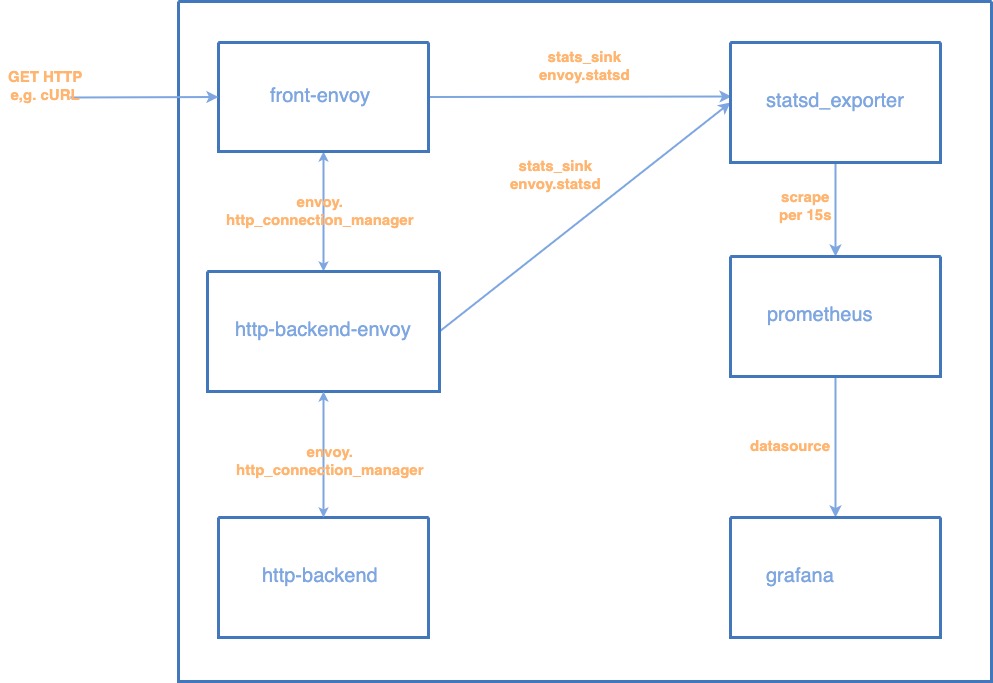 GET HTTP
e,g. cURL
front-envoy
stats_sink
envoy.statsd
statsd_exporter
stats_sink
envoy.statsd
envoy.
http_connection_manager
scrape
per 15s
http-backend-envoy
prometheus
envoy.
http_connection_manager
datasource
http-backend
grafana